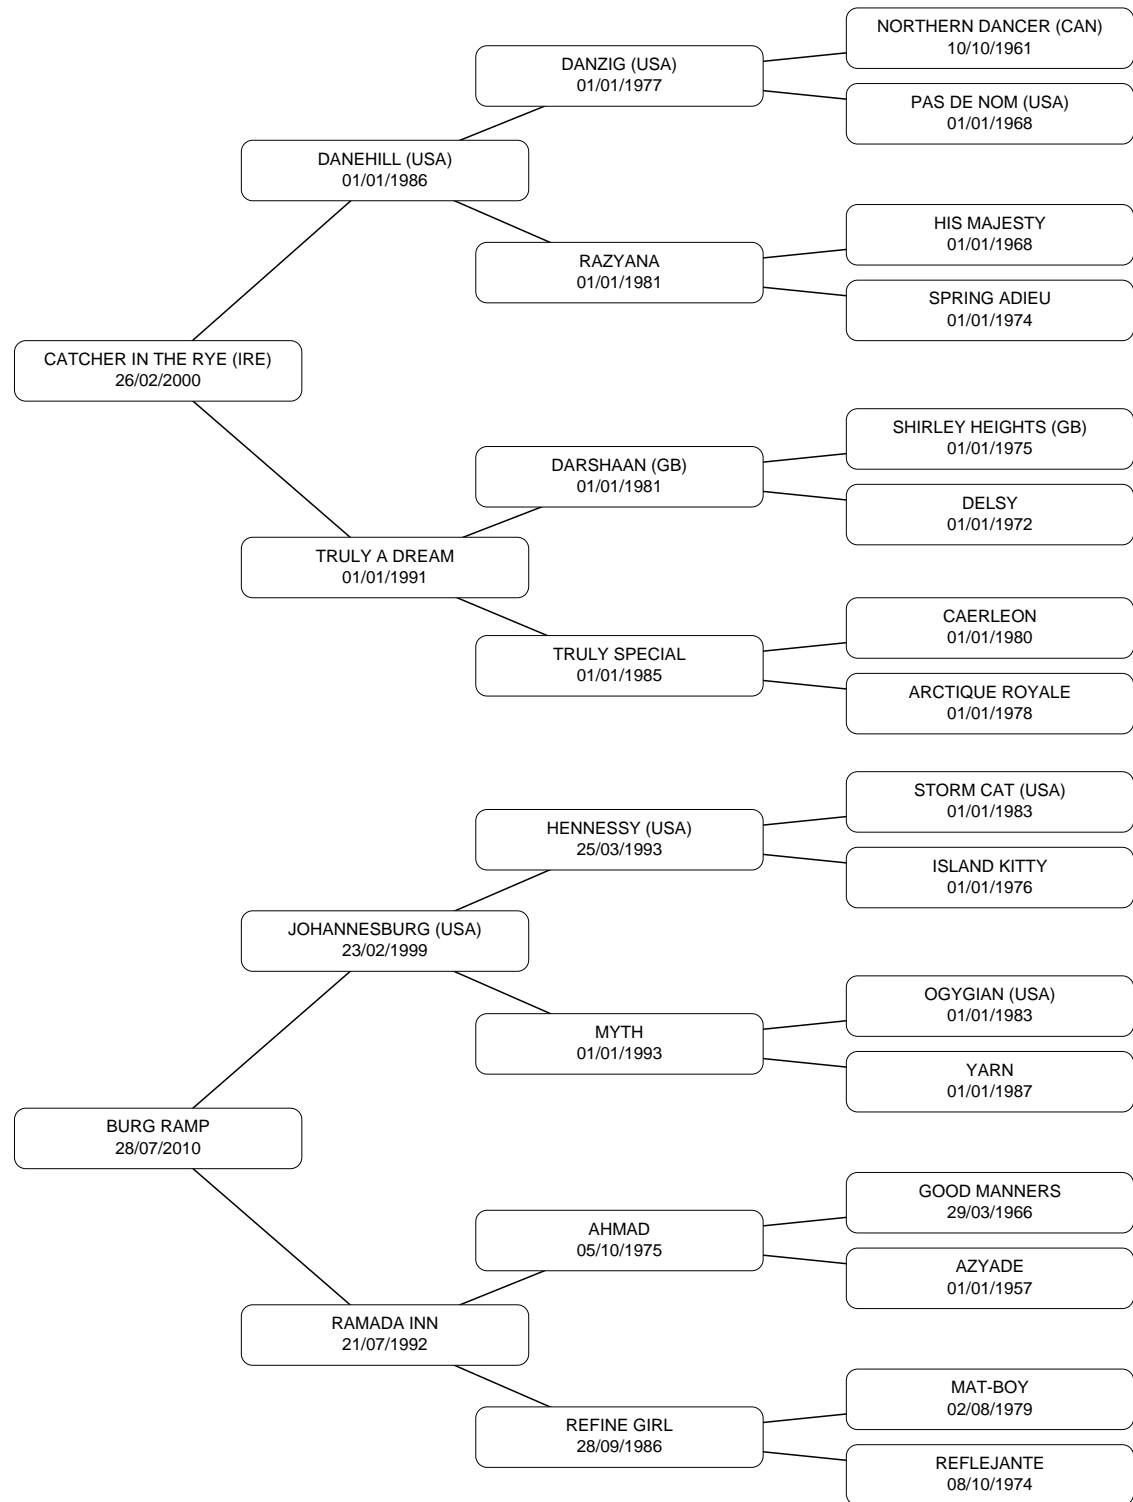 NORTHERN DANCER (CAN)
10/10/1961
DANZIG (USA)
01/01/1977
PAS DE NOM (USA)
01/01/1968
DANEHILL (USA)
01/01/1986
HIS MAJESTY
01/01/1968
RAZYANA
01/01/1981
SPRING ADIEU
01/01/1974
CATCHER IN THE RYE (IRE)
26/02/2000
SHIRLEY HEIGHTS (GB)
01/01/1975
DARSHAAN (GB)
01/01/1981
DELSY
01/01/1972
TRULY A DREAM
01/01/1991
CAERLEON
01/01/1980
TRULY SPECIAL
01/01/1985
ARCTIQUE ROYALE
01/01/1978
STORM CAT (USA)
01/01/1983
HENNESSY (USA)
25/03/1993
ISLAND KITTY
01/01/1976
JOHANNESBURG (USA)
23/02/1999
OGYGIAN (USA)
01/01/1983
MYTH
01/01/1993
YARN
01/01/1987
BURG RAMP
28/07/2010
GOOD MANNERS
29/03/1966
AHMAD
05/10/1975
AZYADE
01/01/1957
RAMADA INN
21/07/1992
MAT-BOY
02/08/1979
REFINE GIRL
28/09/1986
REFLEJANTE
08/10/1974